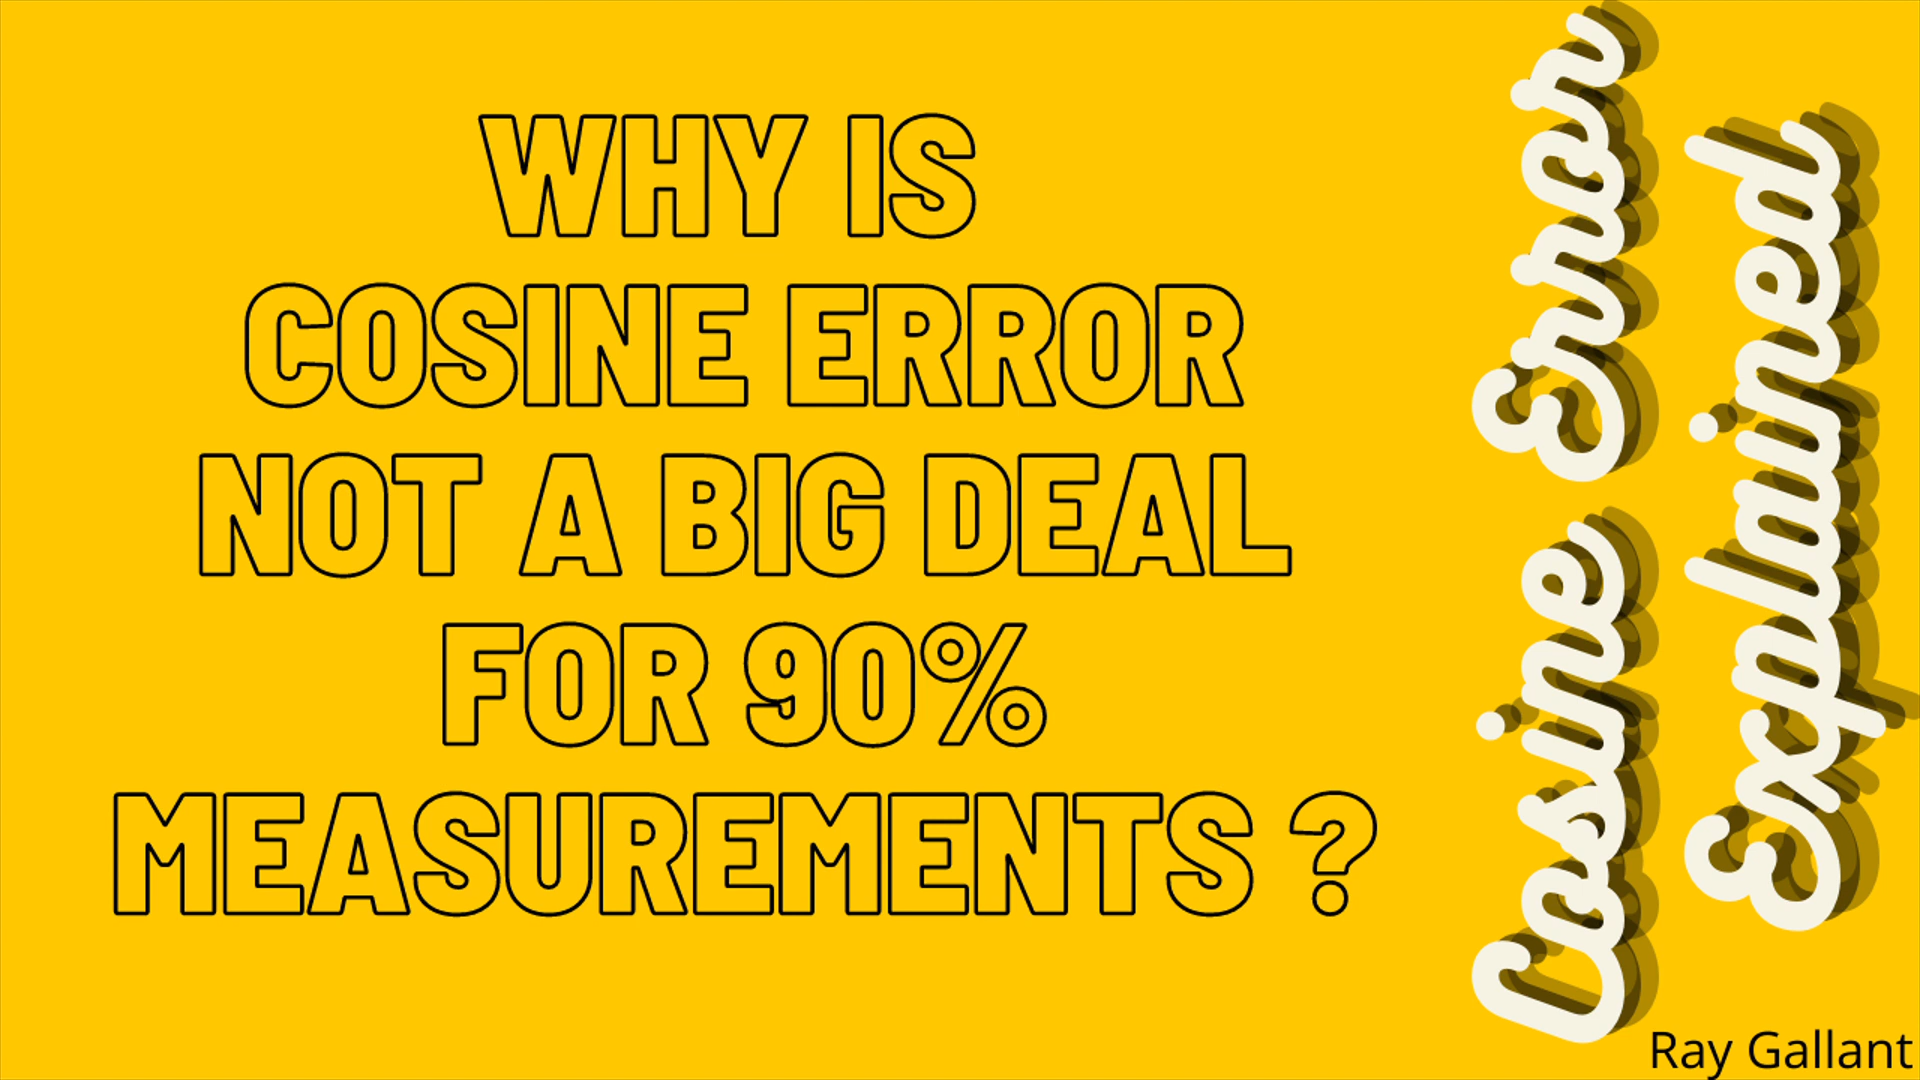 WHY IS
COSINE ERROR
NOT A BIG DEAL
FOR 90%
MEASUREMENTS ?
Cosine Error
Explained
Ray Gallant